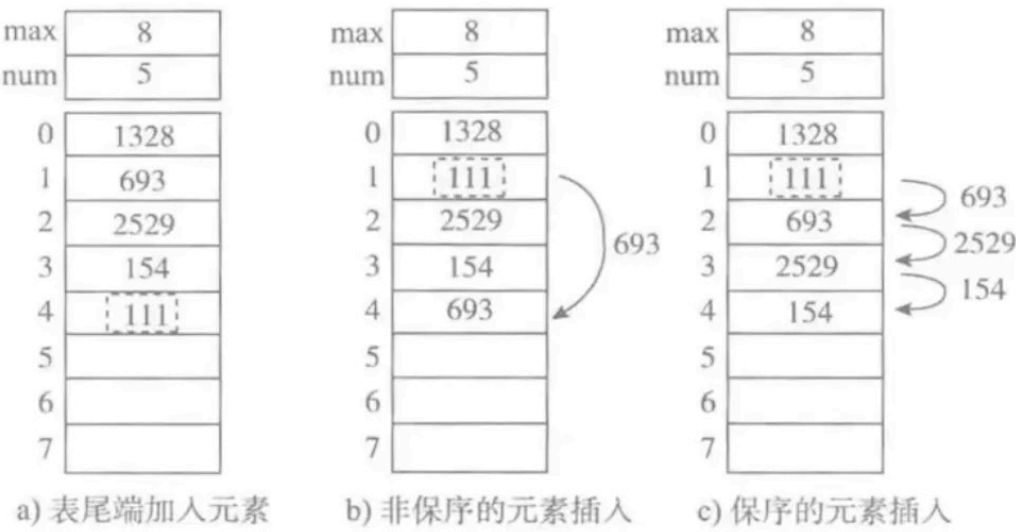 max 8 max 8 max 8
num 5 num 5 num 5
0 1328 0 1328 0 1328
1 693 1 111 1 111 693
2 2529 2 2529 2 693
3 154 3 154 693 3 2529 2529
4 111 4 693 4 154 154
5 5 5
6 6 6
7 7 7
a) 表尾端加入元素 b) 非保序的元素插入 c) 保序的元素插入